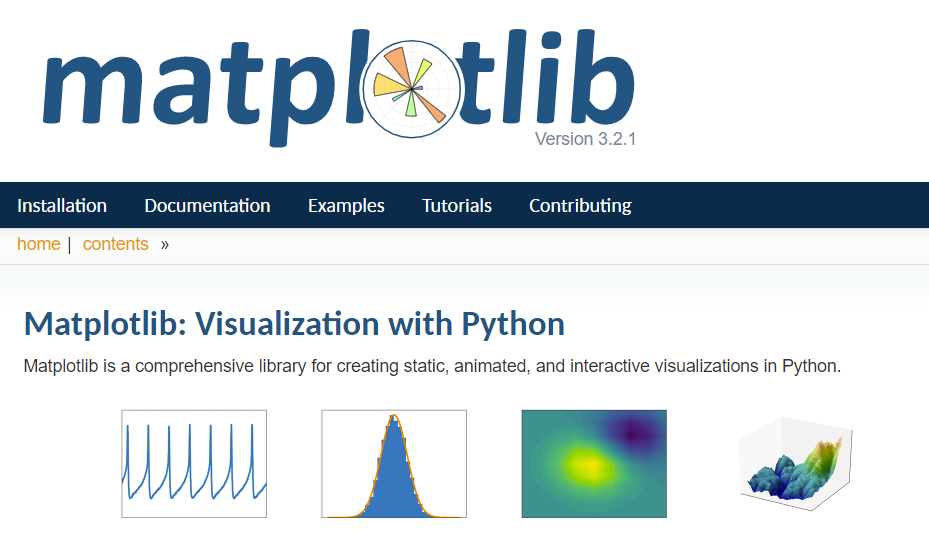 matplotlib
Version 3.2.1
Installation Documentation Examples Tutorials Contributing
home | contents »
Matplotlib: Visualization with Python
Matplotlib is a comprehensive library for creating static, animated, and interactive visualizations in Python.